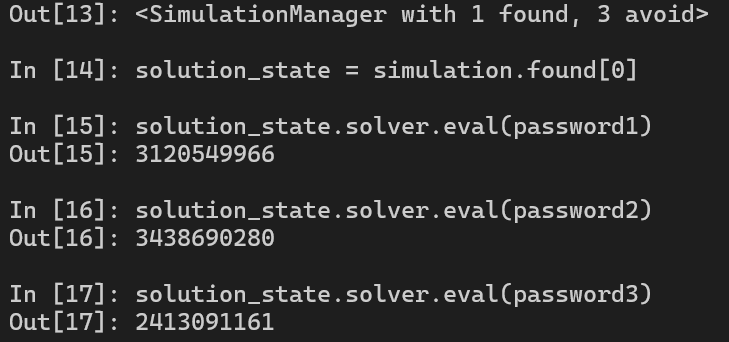 Out[13]: <SimulationManager with 1 found, 3 avoid>
In [14]: solution_state = simulation.found[0]
In [15]: solution_state.solver.eval(password1)
Out[15]: 3120549966
In [16]: solution_state.solver.eval(password2)
Out[16]: 3438690280
In [17]: solution_state.solver.eval(password3)
Out[17]: 2413091161